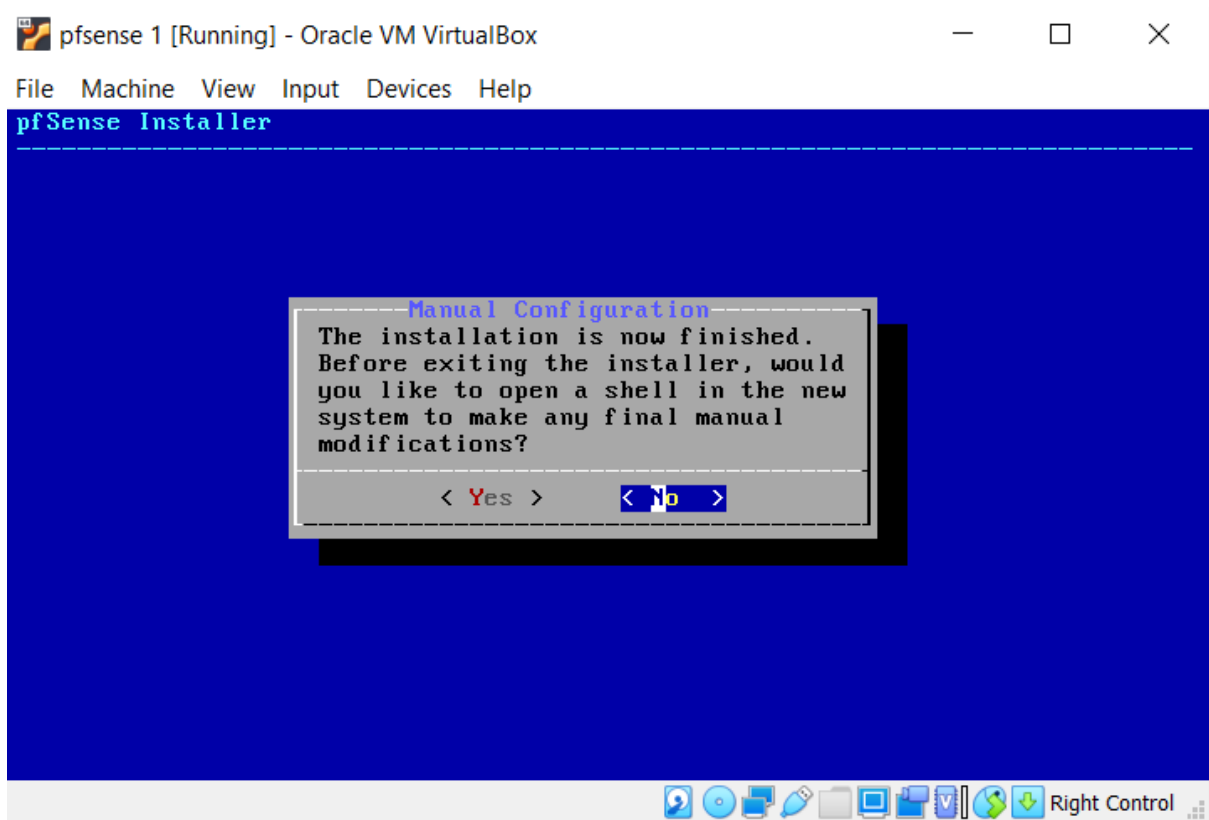 pfsense 1 [Running] - Oracle VM VirtualBox
File Machine View Input Devices Help
pfSense Installer
Manual Configuration
The installation is now finished.
Before exiting the installer, would
you like to open a shell in the new
system to make any final manual
modifications?
< Yes > < No >
Right Control